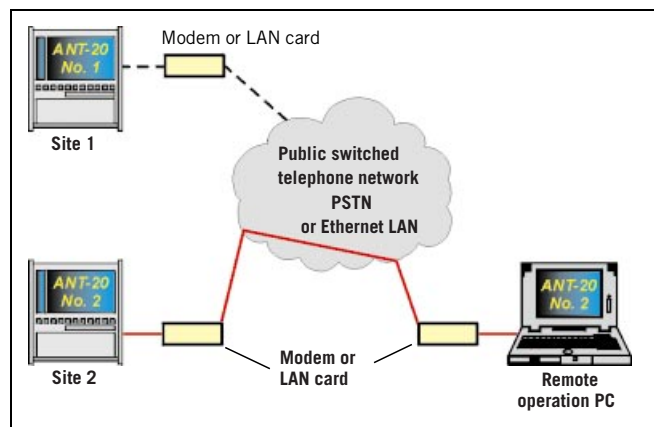 Modem or LAN card
ANT-20
No. 1
Site 1
Public switched
telephone network
PSTN
or Ethernet LAN
ANT-20
No. 2
Site 2
Modem or
LAN card
ANT-20
No. 2
Remote
operation PC